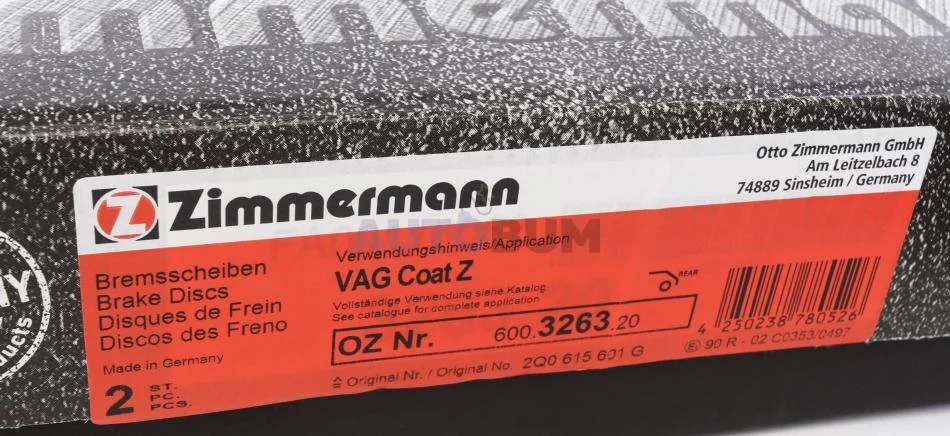 Zimmermann
Otto Zimmermann GmbH
Am Leitzelbach 8
74889 Sinsheim / Germany
AUTOBUM
Bremsscheiben
Brake Discs
Disques de Frein
Discos des Freno
Made in Germany
2 ST.
PC.
PCS.
Verwendungshinweis/Application
VAG Coat Z
Vollständige Verwendung siehe Katalog
See catalogue for complete application
OZ Nr. 600.3263.20
≙ Original Nr. / Original No. 2Q0 615 601 G
REAR
4 250238 780526
E1 90 R - 02 C0353/0497